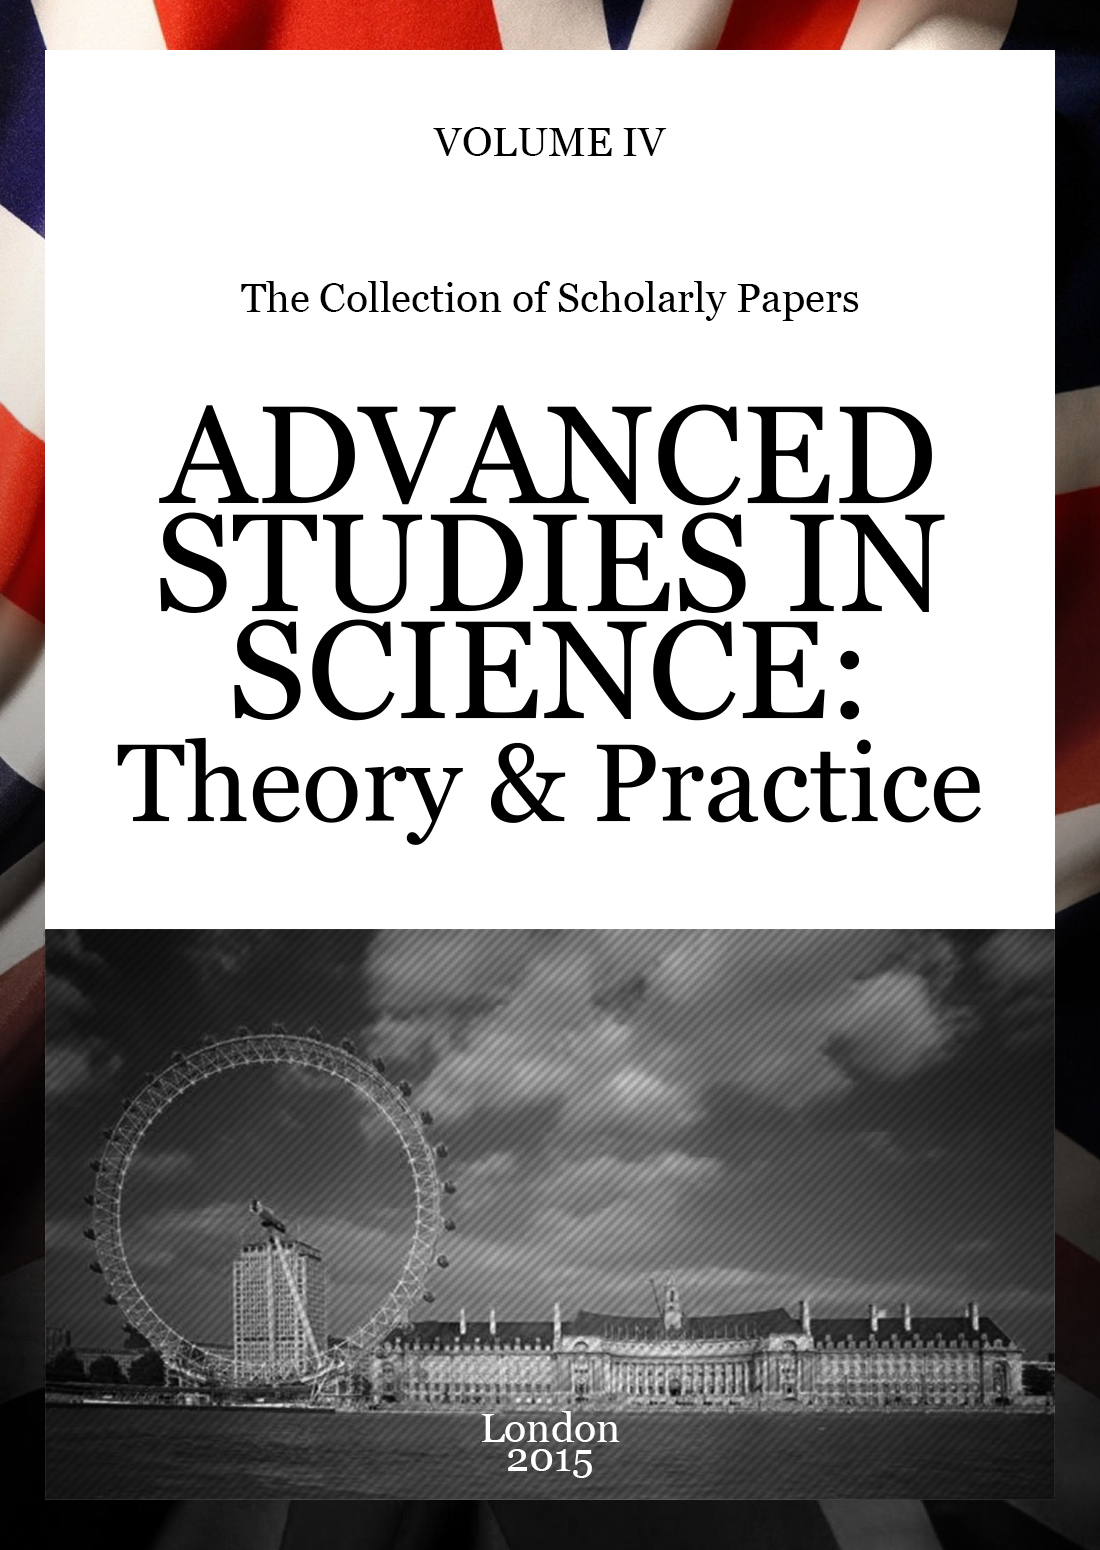 VOLUME IV
The Collection of Scholarly Papers
ADVANCED
STUDIES IN
SCIENCE:
Theory & Practice
London
2015